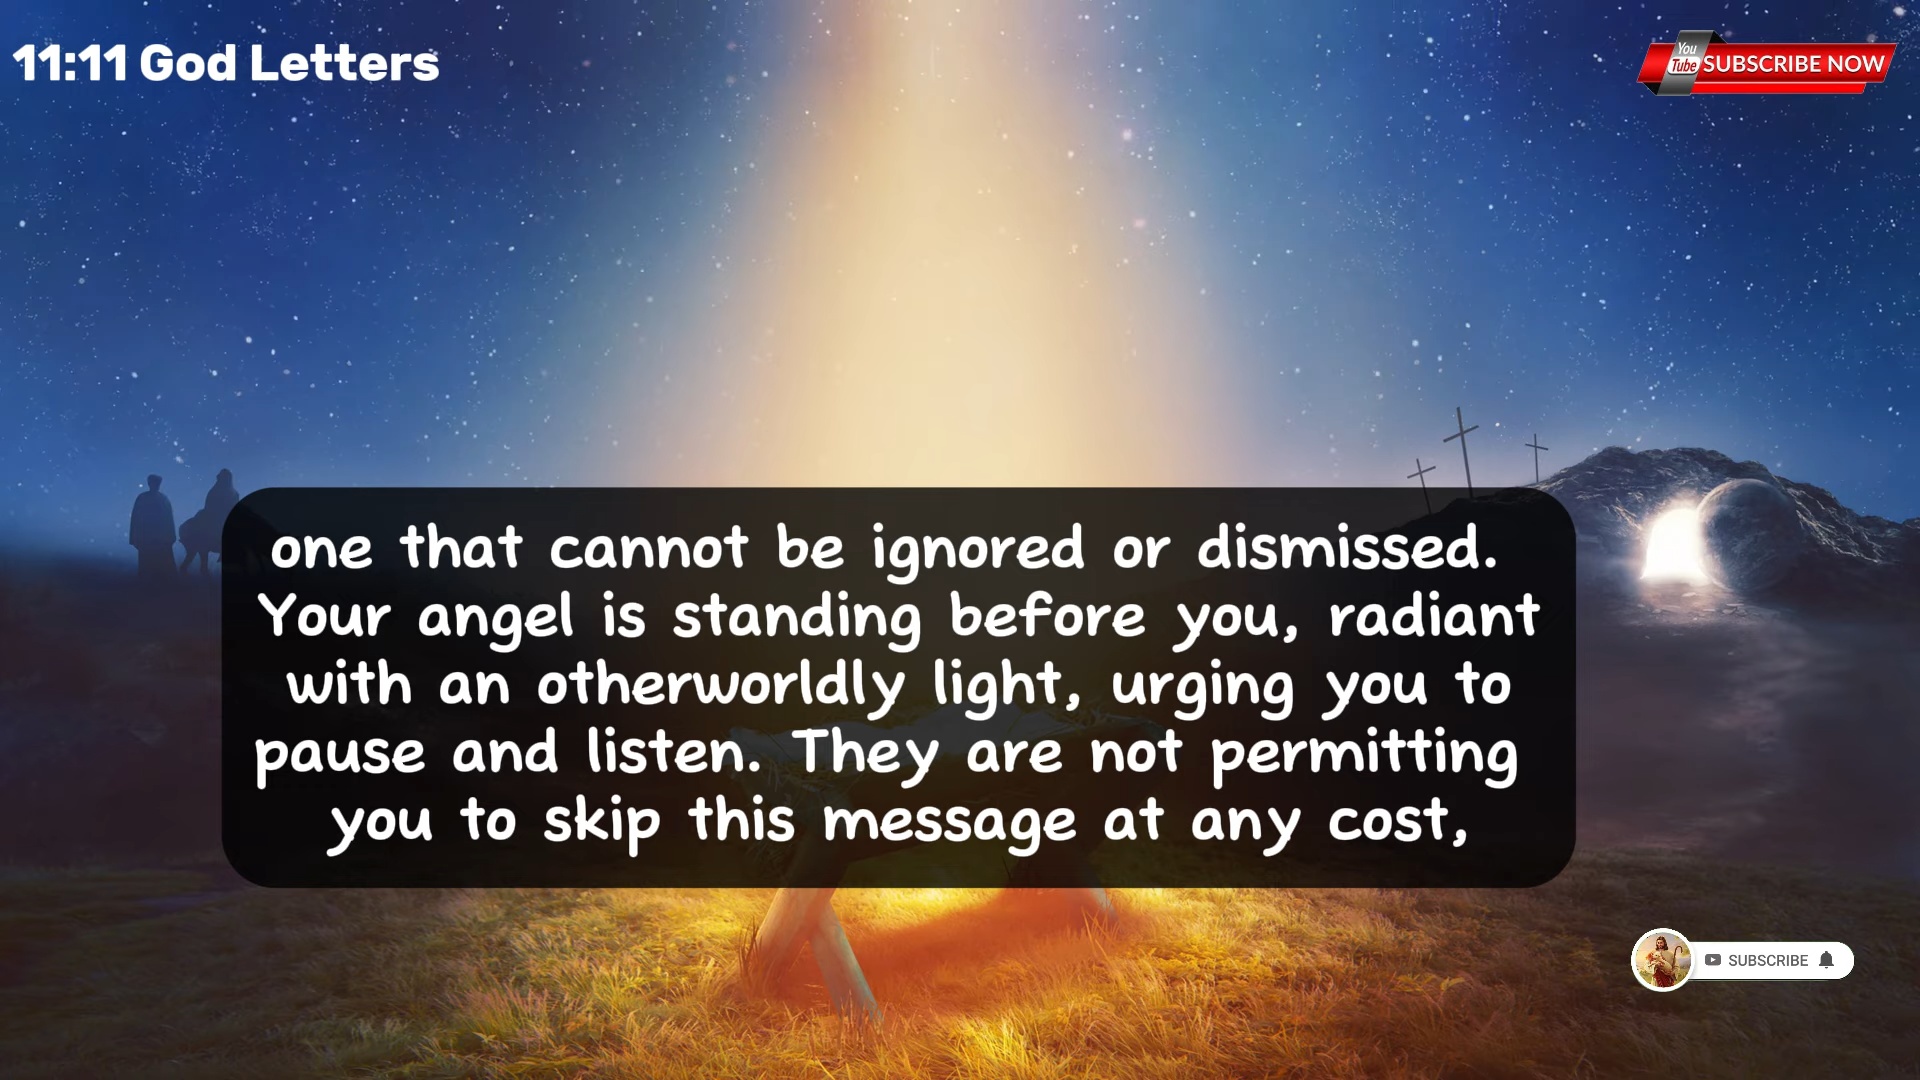 11:11 God Letters
You
Tube
SUBSCRIBE NOW
one that cannot be ignored or dismissed.
Your angel is standing before you, radiant
with an otherworldly light, urging you to
pause and listen. They are not permitting
you to skip this message at any cost,
SUBSCRIBE